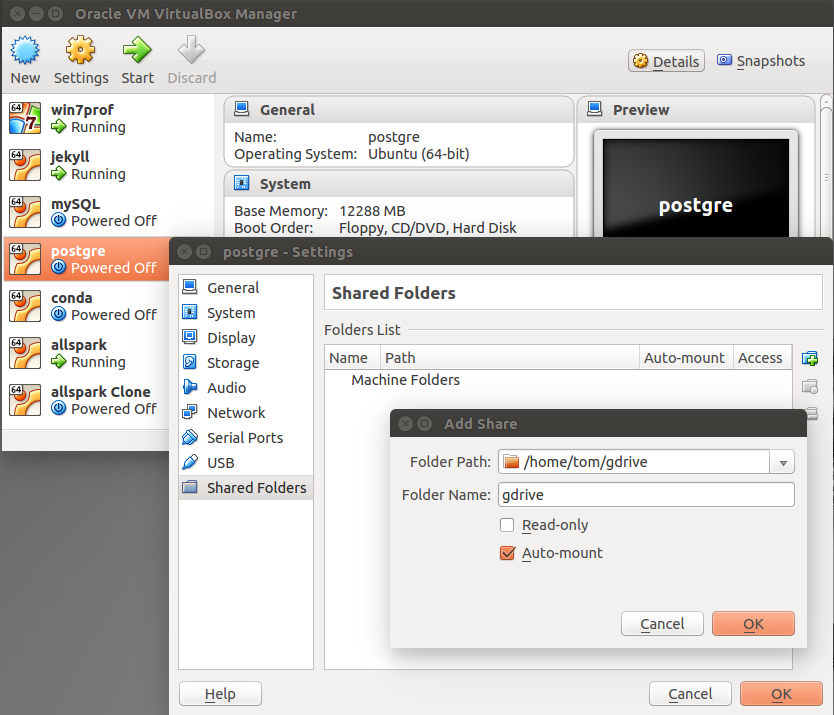 Oracle VM VirtualBox Manager
New Settings Start Discard
Details Snapshots
64 win7prof
Running
64 jekyll
Running
64 mySQL
Powered Off
64 postgre
Powered Off
64 conda
Powered Off
64 allspark
Running
64 allspark Clone
Powered Off
General
Name: postgre
Operating System: Ubuntu (64-bit)
System
Base Memory: 12288 MB
Boot Order: Floppy, CD/DVD, Hard Disk
Preview
postgre
postgre - Settings
General
System
Display
Storage
Audio
Network
Serial Ports
USB
Shared Folders
Shared Folders
Folders List
Name Path Auto-mount Access
Machine Folders
Add Share
Folder Path: /home/tom/gdrive
Folder Name: gdrive
Read-only
Auto-mount
Cancel OK
Help Cancel OK